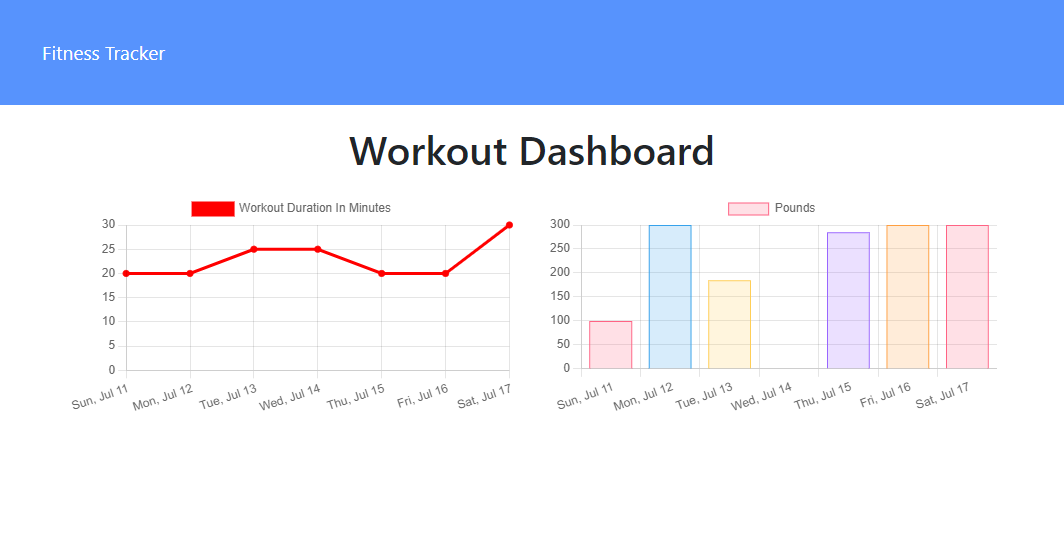 Fitness Tracker
Workout Dashboard
Workout Duration In Minutes
30
25
20
15
10
5
0
Sun, Jul 11
Mon, Jul 12
Tue, Jul 13
Wed, Jul 14
Thu, Jul 15
Fri, Jul 16
Sat, Jul 17
Pounds
300
250
200
150
100
50
0
Sun, Jul 11
Mon, Jul 12
Tue, Jul 13
Wed, Jul 14
Thu, Jul 15
Fri, Jul 16
Sat, Jul 17